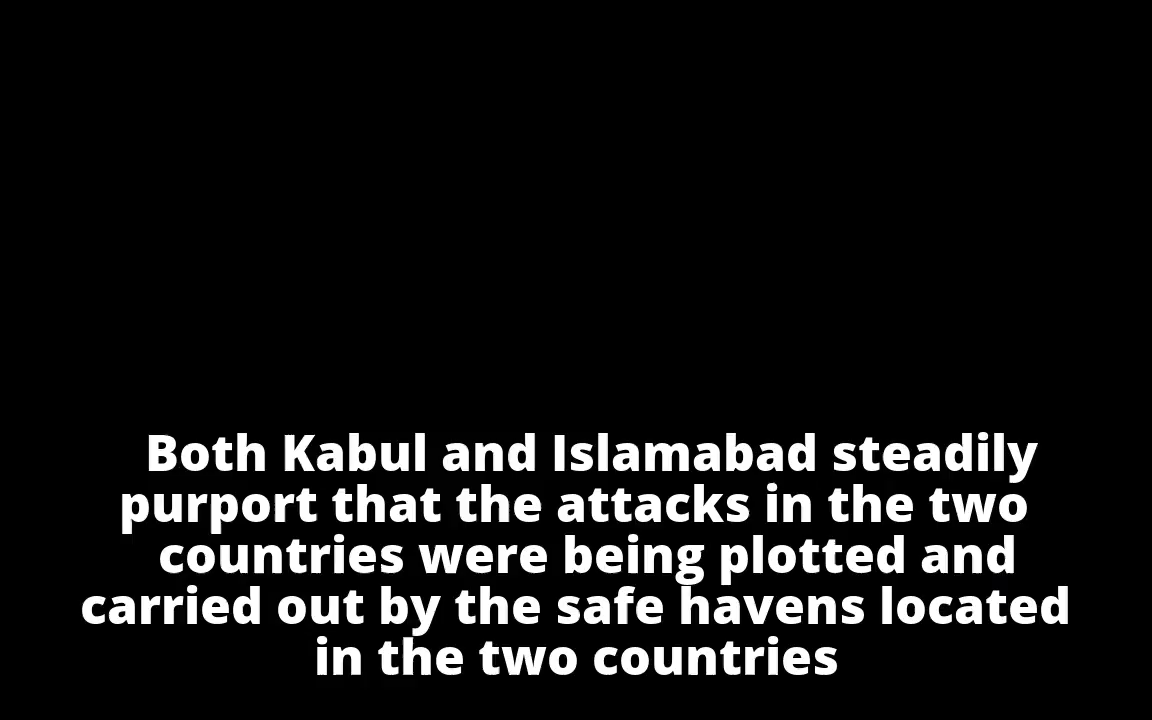 Both Kabul and Islamabad steadily
purport that the attacks in the two
countries were being plotted and
carried out by the safe havens located
in the two countries